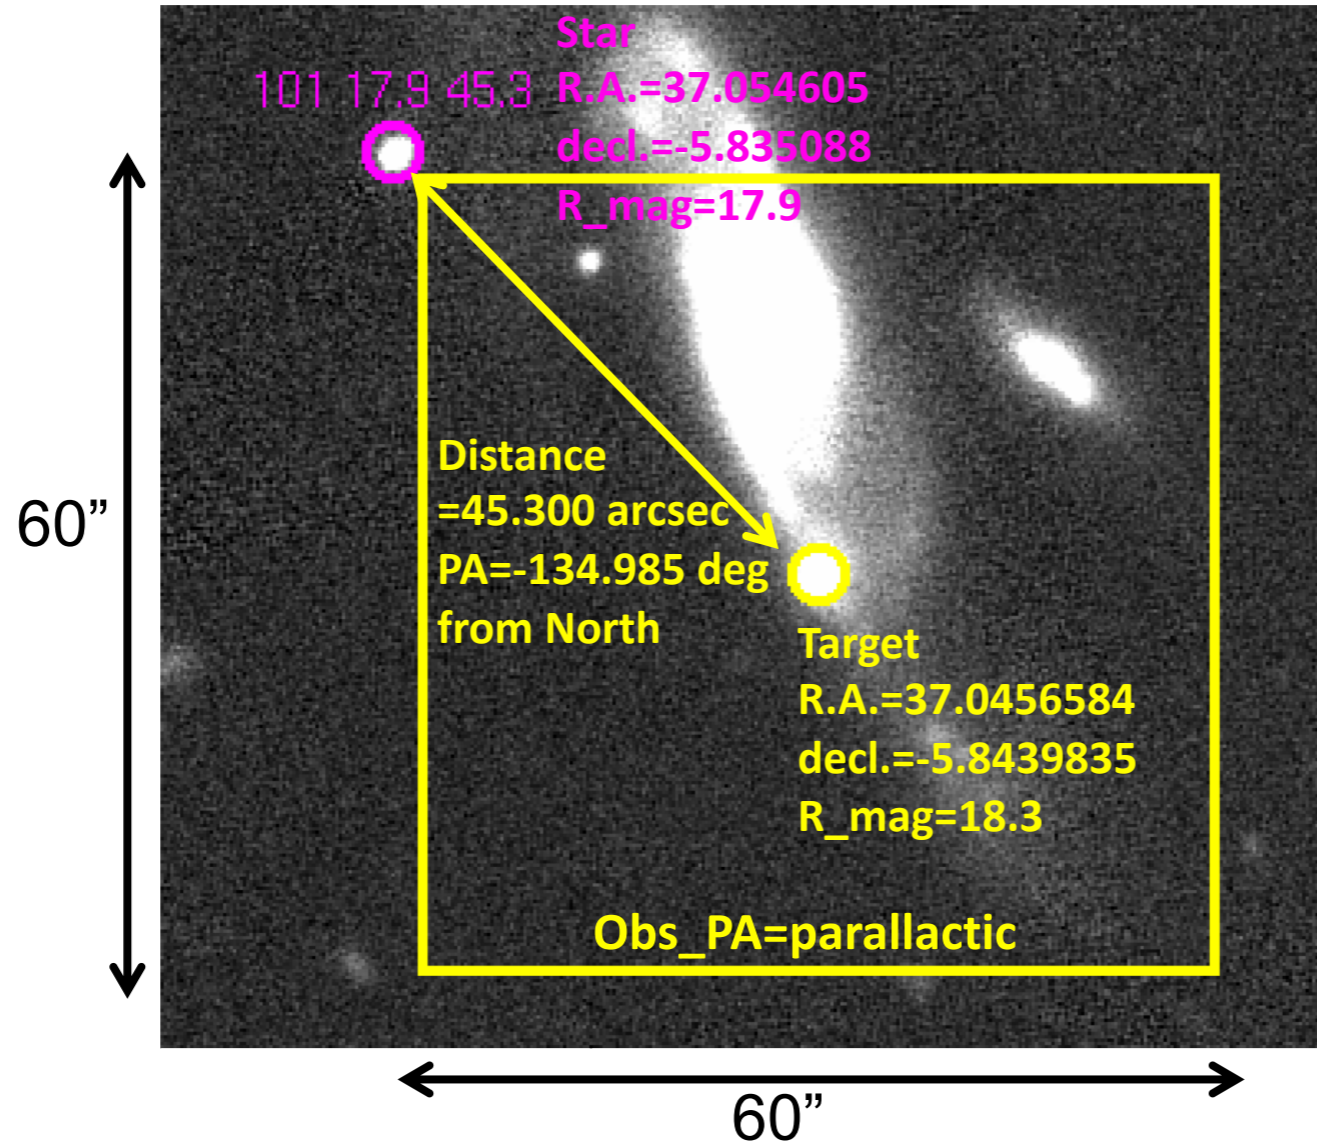 Star
101 17.9 45.3
R.A.=37.054605
decl.=-5.835088
R_mag=17.9
60”
Distance
=45.300 arcsec
PA=-134.985 deg
from North
Target
R.A.=37.0456584
decl.=-5.8439835
R_mag=18.3
Obs_PA=parallactic
60”